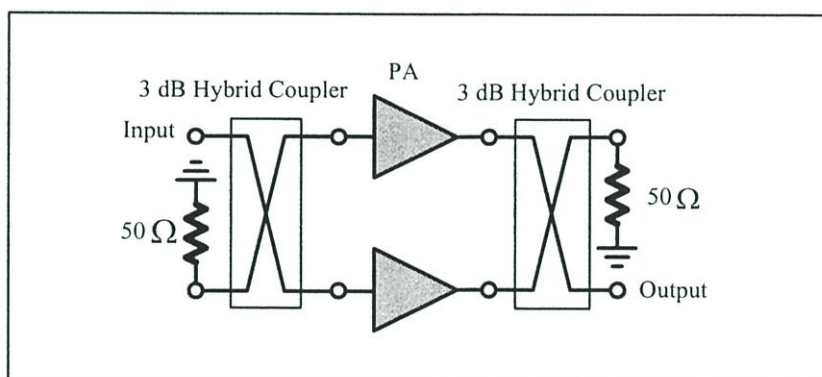 PA
3 dB Hybrid Coupler
3 dB Hybrid Coupler
Input
50 Ω
50 Ω
Output